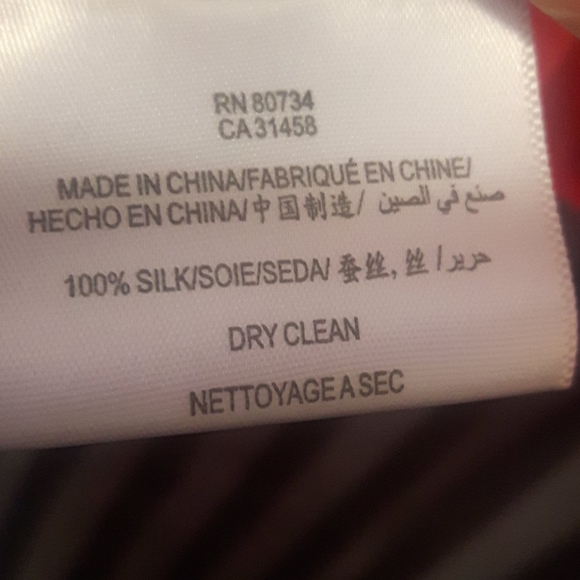 RN 80734
CA 31458
MADE IN CHINA/FABRIQUÉ EN CHINE/
HECHO EN CHINA/中国制造/ صنع في الصين
100% SILK/SOIE/SEDA/ 蚕丝, 丝 / حرير
DRY CLEAN
NETTOYAGE A SEC